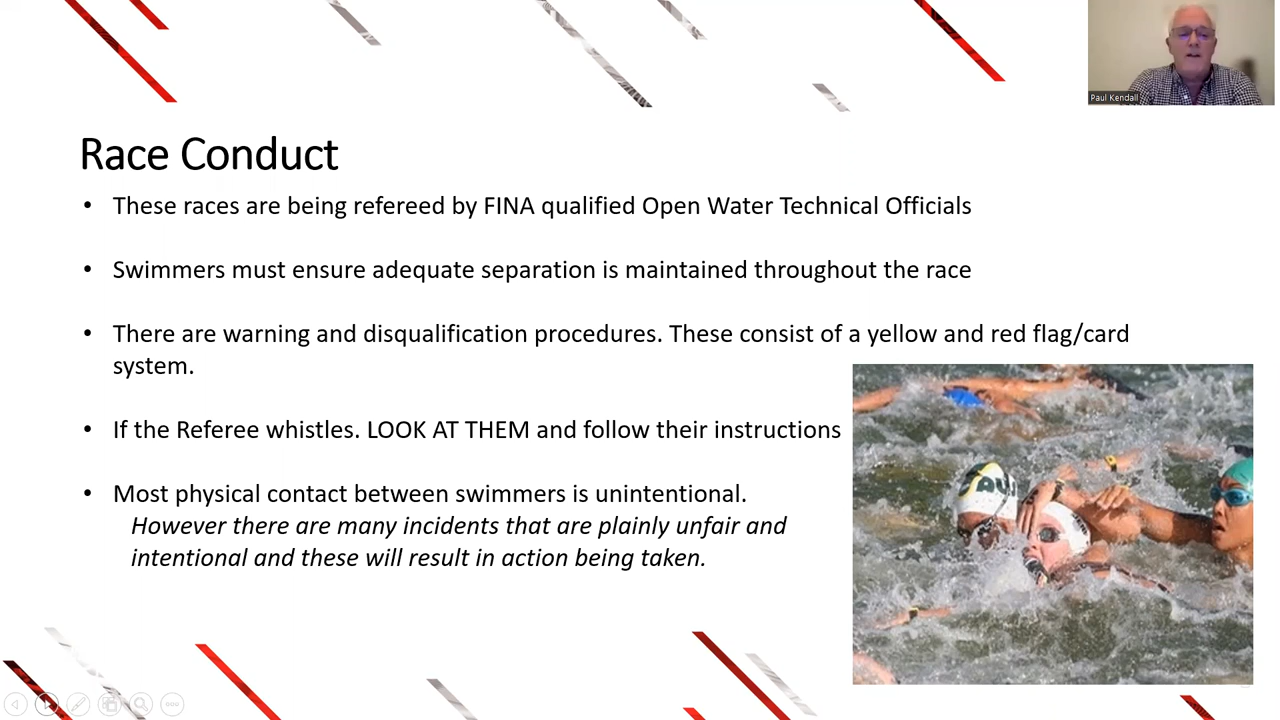 Paul Kendall
Race Conduct
• These races are being refereed by FINA qualified Open Water Technical Officials
• Swimmers must ensure adequate separation is maintained throughout the race
• There are warning and disqualification procedures. These consist of a yellow and red flag/card
system.
• If the Referee whistles. LOOK AT THEM and follow their instructions
• Most physical contact between swimmers is unintentional.
However there are many incidents that are plainly unfair and
intentional and these will result in action being taken.